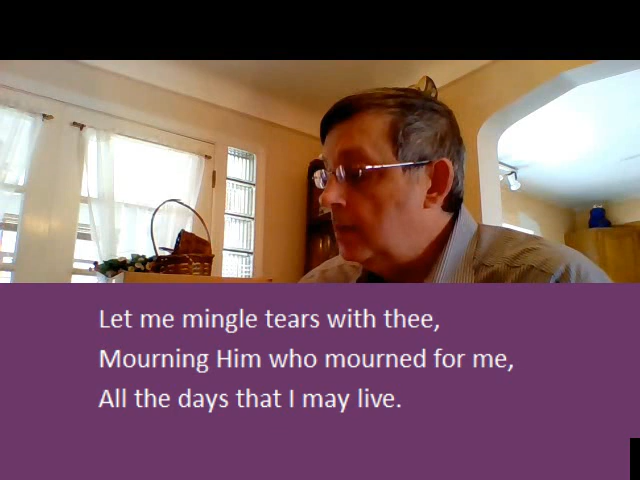 Let me mingle tears with thee,
Mourning Him who mourned for me,
All the days that I may live.